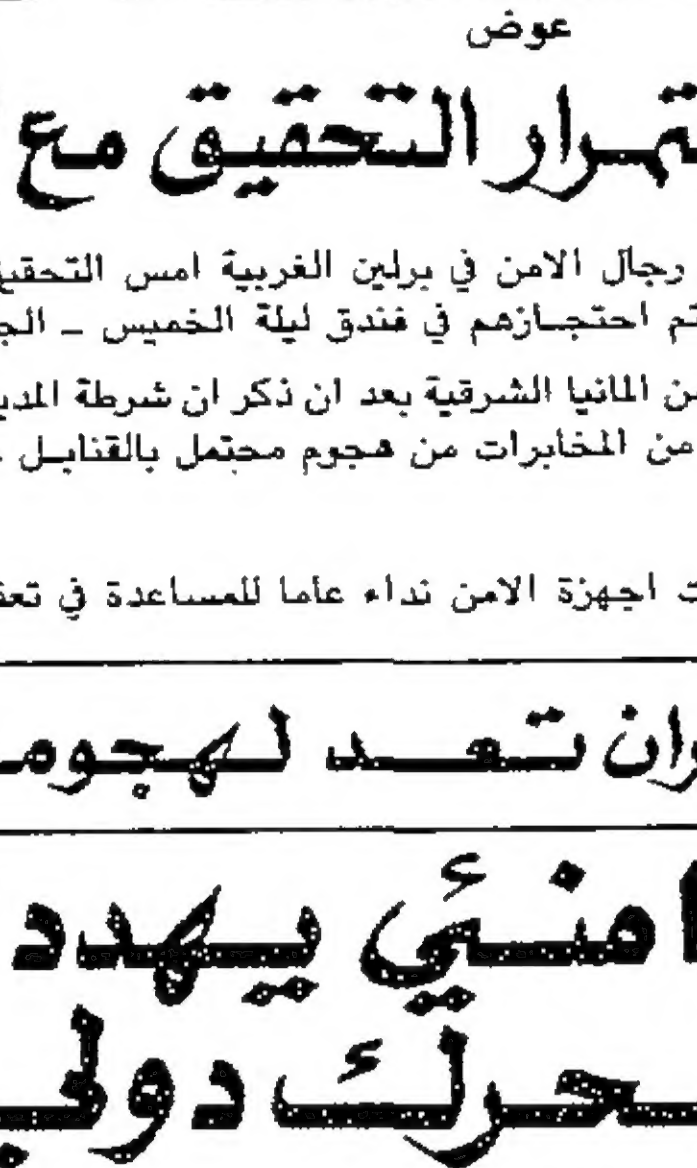 عوض
تمرار التحقيق مع
رجال الامن في برلين الغربية امس التحقيق
تم احتجازهم في فندق ليلة الخميس ـ الج
من المانيا الشرقية بعد ان ذكر ان شرطة المدي
من المخابرات من هجوم محتمل بالقنابل .
ت اجهزة الامن نداء عاما للمساعدة في تعق
ران تعد لهجوم
امني يهدد
حرك دولي